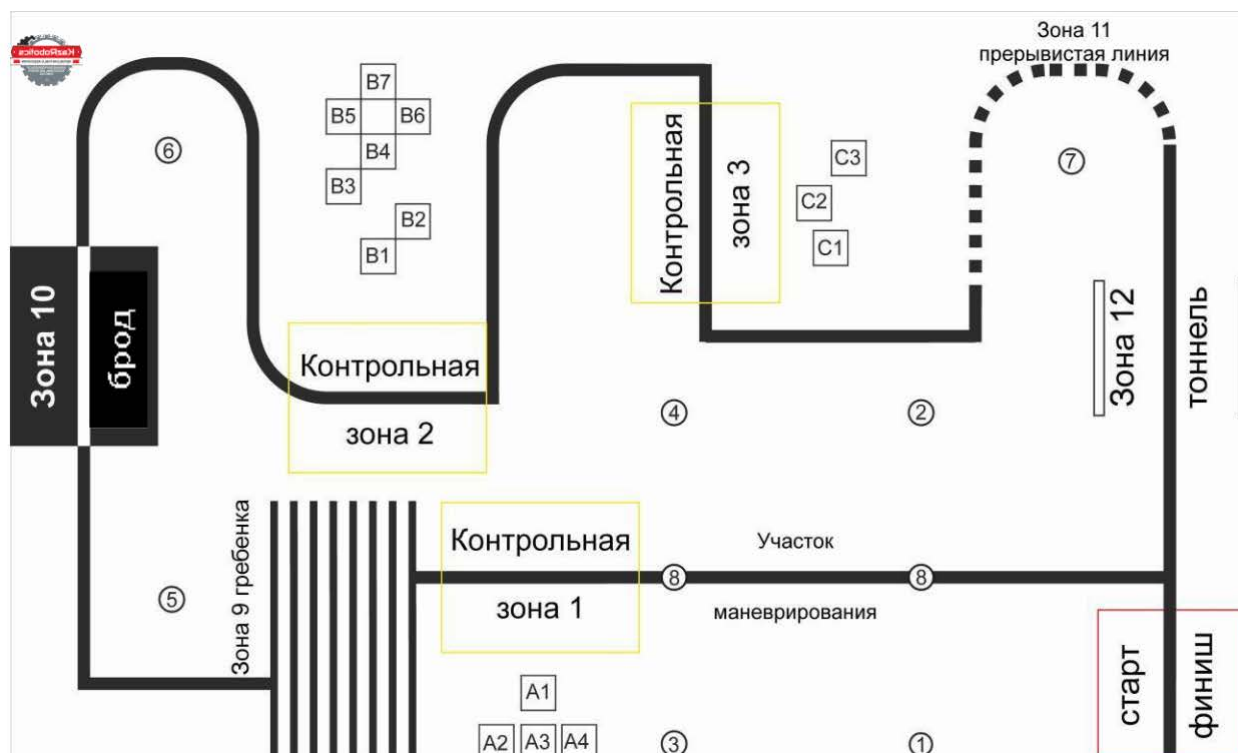 KazRobotics
Зона 11
прерывистая линия
B7
B5 B6
B4
B3
B2
B1
6
Контрольная
зона 3
C3
C2
C1
7
Зона 10
брод
Контрольная
зона 2
4
2
Зона 12
тоннель
Зона 9 гребенка
Контрольная
зона 1
Участок
8
8
маневрирования
5
старт
финиш
A1
A2 A3 A4
3
1